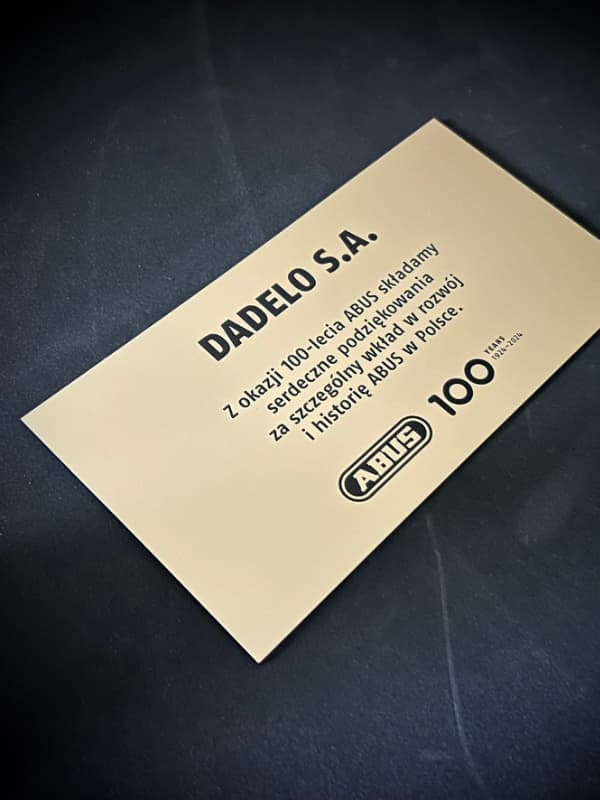 DADELO S.A.
Z okazji 100-lecia ABUS składamy
serdeczne podziękowania
za szczególny wkład w rozwój
i historię ABUS w Polsce.
ABUS 100 YEARS
1924-2024